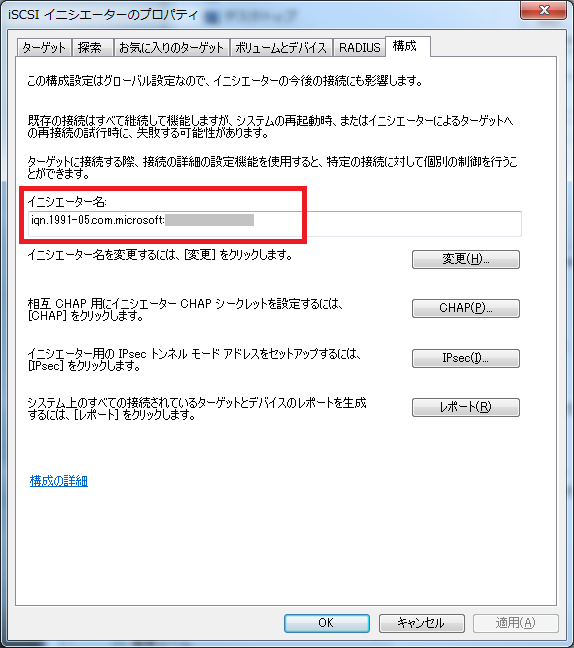 デスクトップ
iSCSI イニシエーターのプロパティ
ターゲット 探索 お気に入りのターゲット ボリュームとデバイス RADIUS 構成
この構成設定はグローバル設定なので、イニシエーターの今後の接続にも影響します。
既存の接続はすべて継続して機能しますが、システムの再起動時、またはイニシエーターによるターゲットへ
の再接続の試行時に、失敗する可能性があります。
ターゲットに接続する際、接続の詳細の設定機能を使用すると、特定の接続に対して個別の制御を行うこ
とができます。
イニシエーター名:
iqn.1991-05.com.microsoft:
イニシエーター名を変更するには、[変更] をクリックします。
変更(H)...
相互 CHAP 用にイニシエーター CHAP シークレットを設定するには、
[CHAP] をクリックします。
CHAP(P)...
イニシエーター用の IPsec トンネル モード アドレスをセットアップするには、
[IPsec] をクリックします。
IPsec(I)...
システム上のすべての接続されているターゲットとデバイスのレポートを生成
するには、[レポート] をクリックします。
レポート(R)
構成の詳細
OK キャンセル 適用(A)